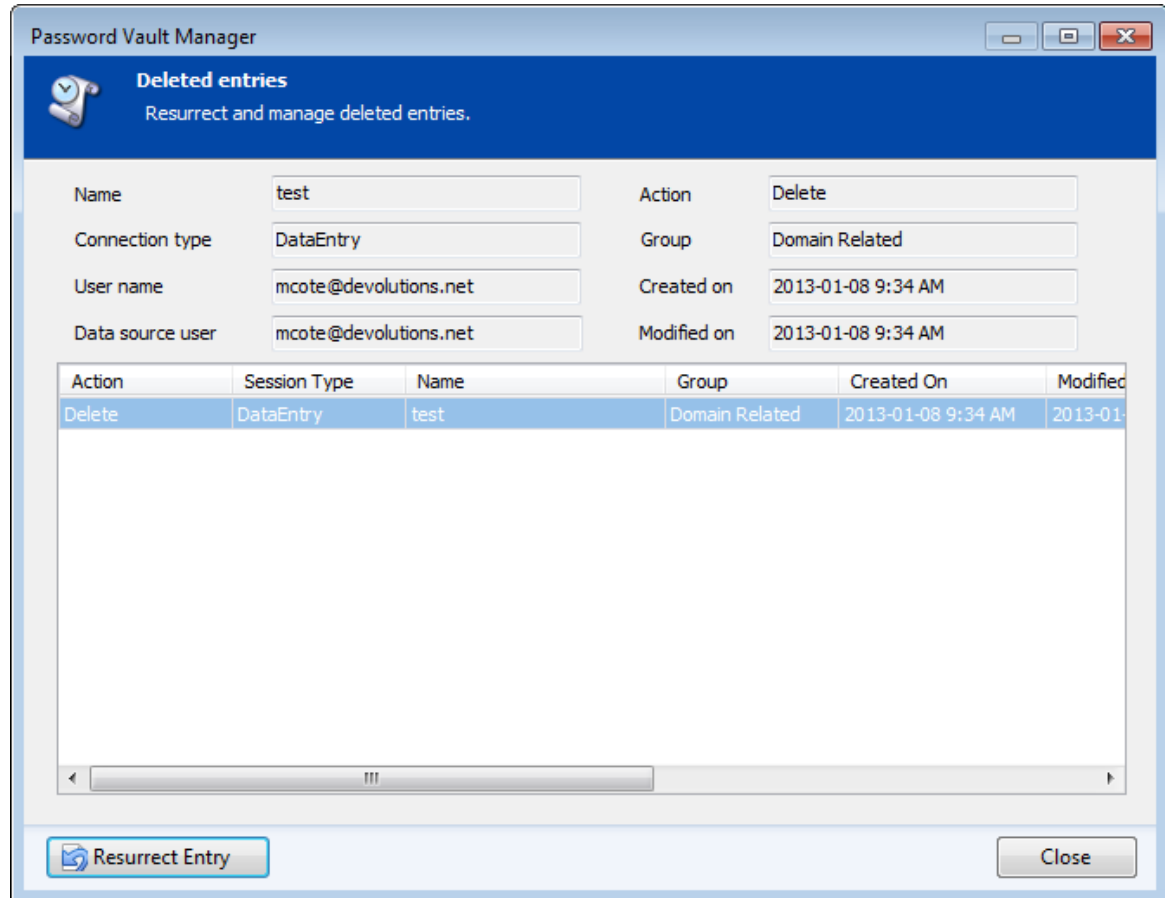 Password Vault Manager
Deleted entries
Resurrect and manage deleted entries.
Name test Action Delete
Connection type DataEntry Group Domain Related
User name mcote@devolutions.net Created on 2013-01-08 9:34 AM
Data source user mcote@devolutions.net Modified on 2013-01-08 9:34 AM
Action Session Type Name Group Created On Modified
Delete DataEntry test Domain Related 2013-01-08 9:34 AM 2013-01-
Resurrect Entry Close